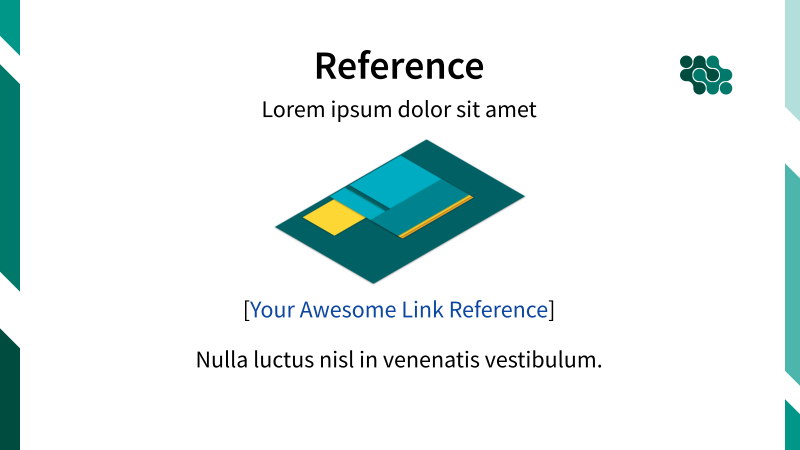 Reference
Lorem ipsum dolor sit amet
[Your Awesome Link Reference]
Nulla luctus nisl in venenatis vestibulum.